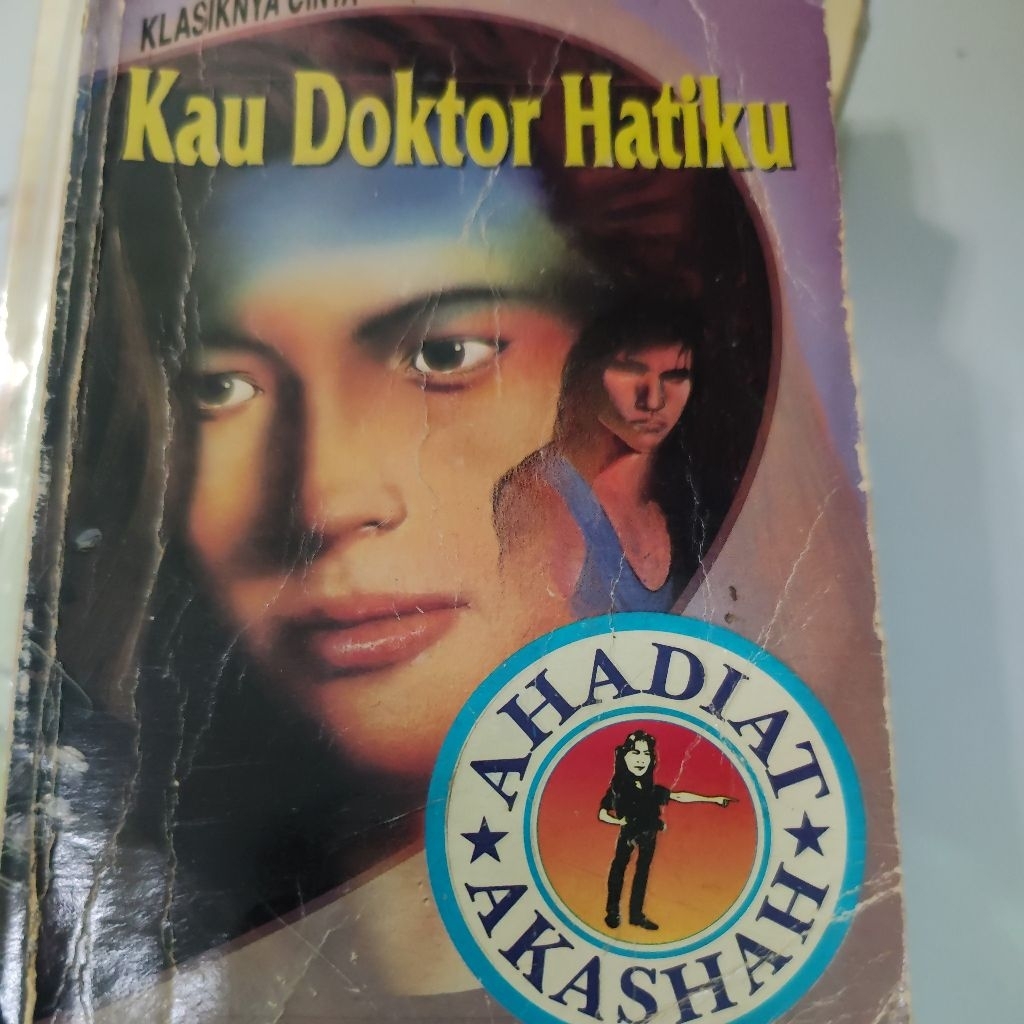 KLASIKNYA CINTA
Kau Doktor Hatiku
AHADIAT
AKASHAH